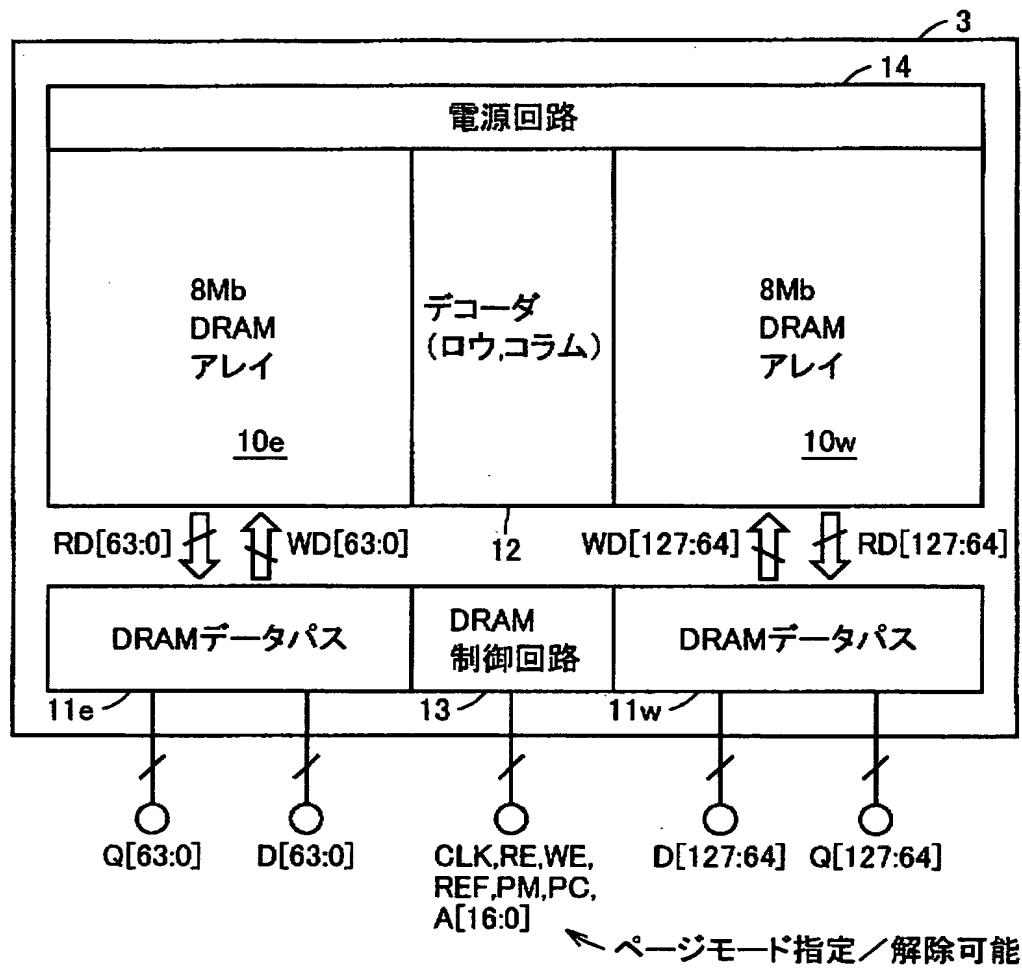 3
14
電源回路
8Mb
DRAM
アレイ
10e
デコーダ
(ロウ,コラム)
8Mb
DRAM
アレイ
10w
RD[63:0]
WD[63:0]
12
WD[127:64]
RD[127:64]
DRAMデータパス
DRAM
制御回路
DRAMデータパス
11e
13
11w
Q[63:0]
D[63:0]
CLK,RE,WE,
REF,PM,PC,
A[16:0]
D[127:64]
Q[127:64]
ページモード指定/解除可能